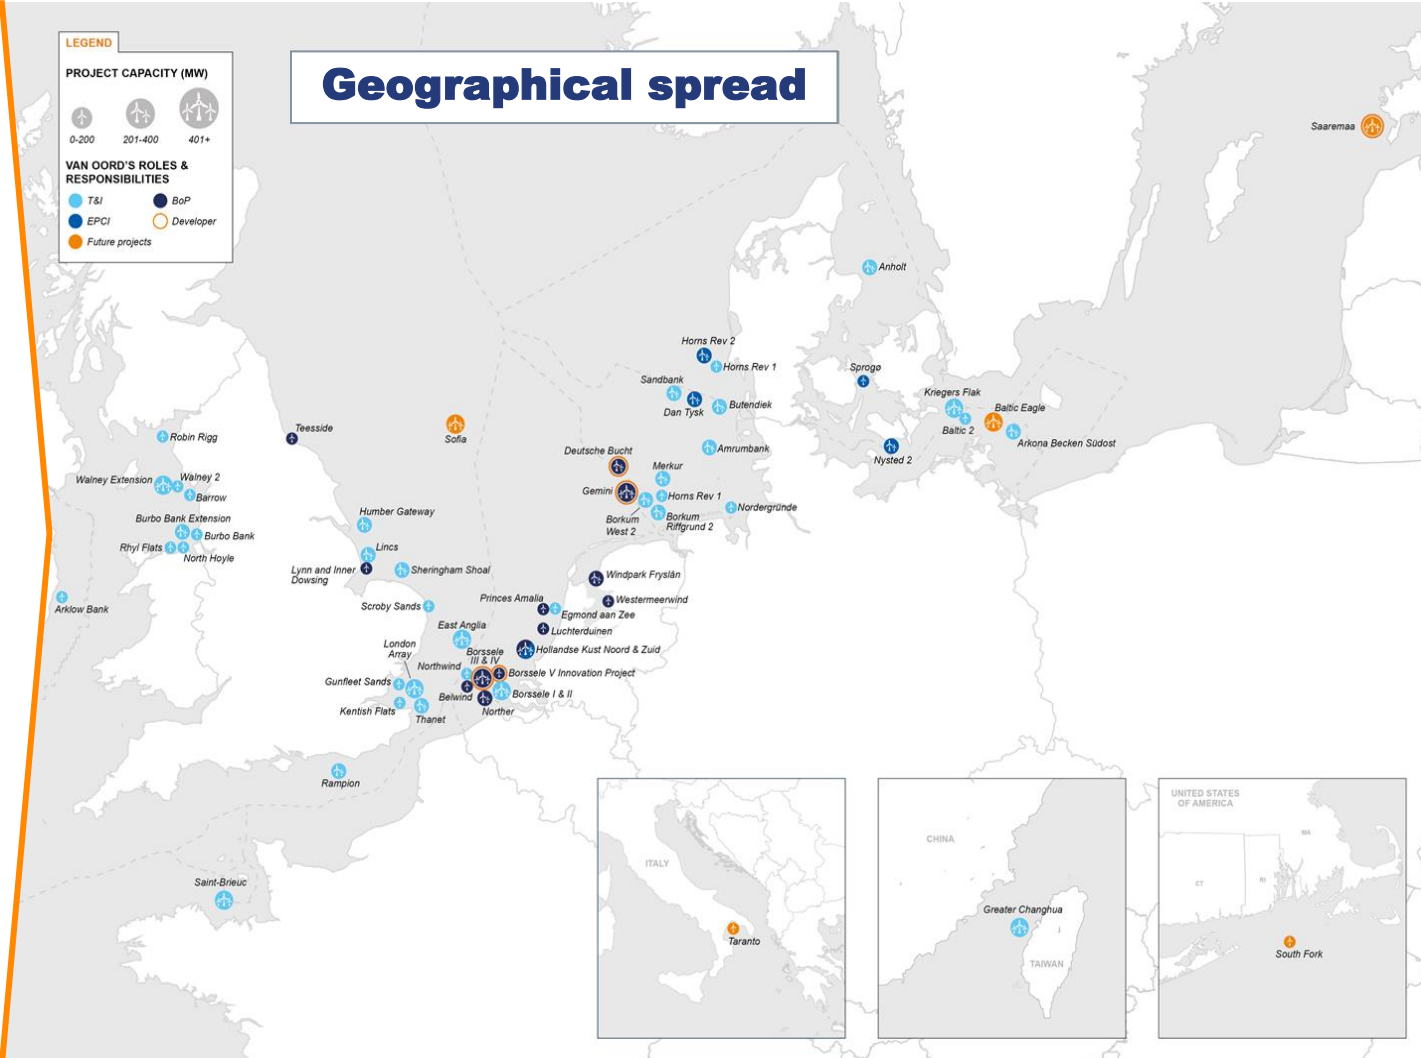 Geographical spread
LEGEND
PROJECT CAPACITY (MW)
0-200
201-400
401+
VAN OORD'S ROLES &
RESPONSIBILITIES
T&I
BoP
EPCI
Developer
Future projects
Saaremaa
Anholt
Horns Rev 2
Horns Rev 1
Sprogø
Sandbank
Dan Tysk
Butendiek
Kriegers Flak
Baltic Eagle
Baltic 2
Arkona Becken Südost
Nysted 2
Teesside
Sofia
Robin Rigg
Amrumbank
Deutsche Bucht
Merkur
Walney Extension
Walney 2
Barrow
Gemini
Horns Rev 1
Nordergründe
Borkum
West 2
Borkum
Riffgrund 2
Humber Gateway
Burbo Bank Extension
Burbo Bank
Rhyl Flats
North Hoyle
Lincs
Lynn and Inner
Dowsing
Sheringham Shoal
Windpark Fryslân
Westermeerwind
Arklow Bank
Scroby Sands
Princes Amalia
Egmond aan Zee
Luchterduinen
East Anglia
Hollandse Kust Noord & Zuid
London
Array
Borssele
III & IV
Northwind
Borssele V Innovation Project
Gunfleet Sands
Belwind
Borssele I & II
Kentish Flats
Thanet
Norther
Rampion
Saint-Brieuc
ITALY
Taranto
CHINA
Greater Changhua
TAIWAN
UNITED STATES
OF AMERICA
MA
CT
RI
South Fork